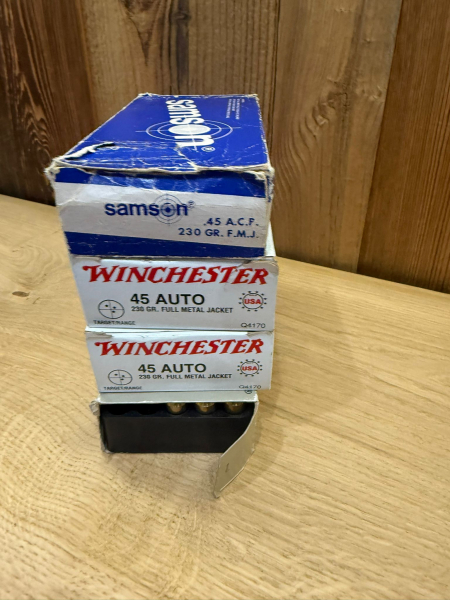 samson
®
samson
.45 A.C.P.
230 GR. F.M.J.
WINCHESTER
45 AUTO
230 GR. FULL METAL JACKET
USA
TARGET/RANGE
Q4170
WINCHESTER
45 AUTO
230 GR. FULL METAL JACKET
USA
TARGET/RANGE
Q4170